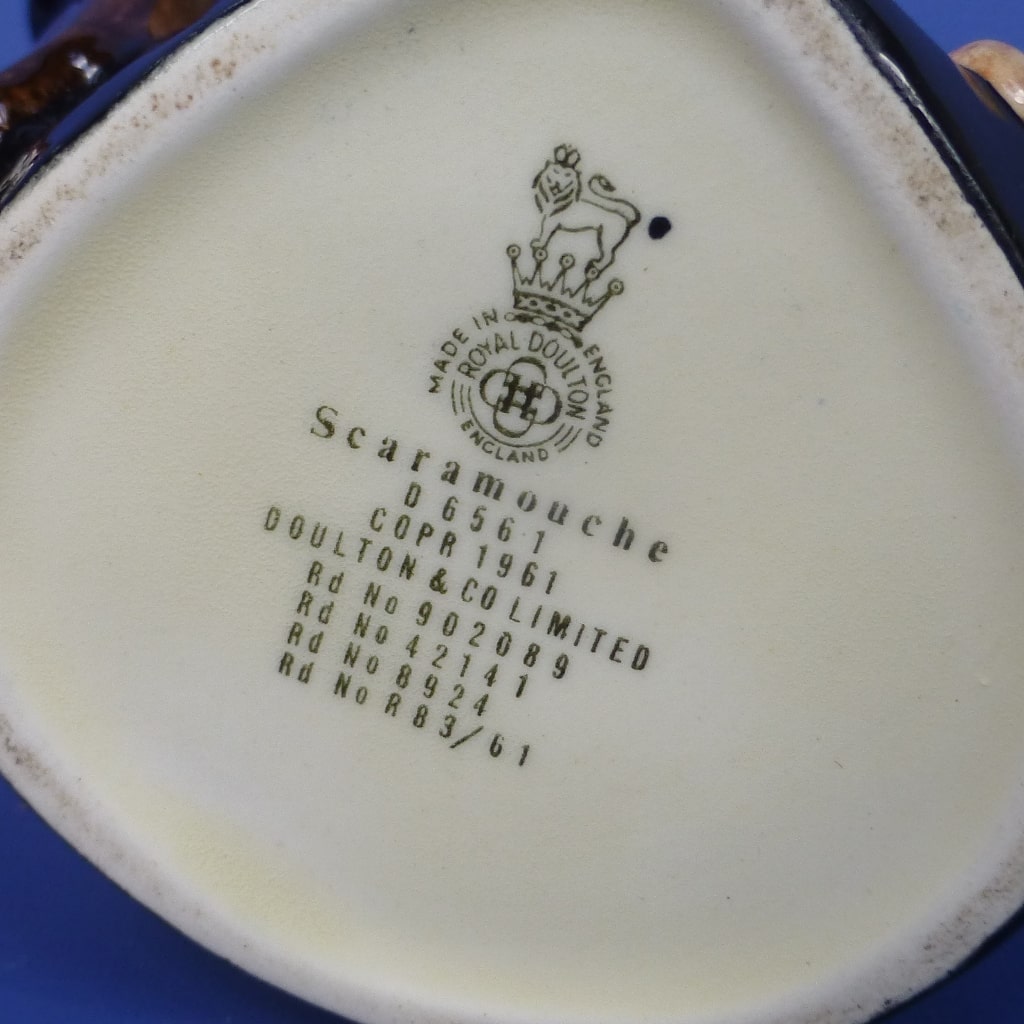 MADE IN ENGLAND
ROYAL DOULTON
ENGLAND
Scaramouche
D 6561
COPR 1961
DOULTON & CO LIMITED
Rd No 902089
Rd No 42141
Rd No 8924
Rd No R83/61